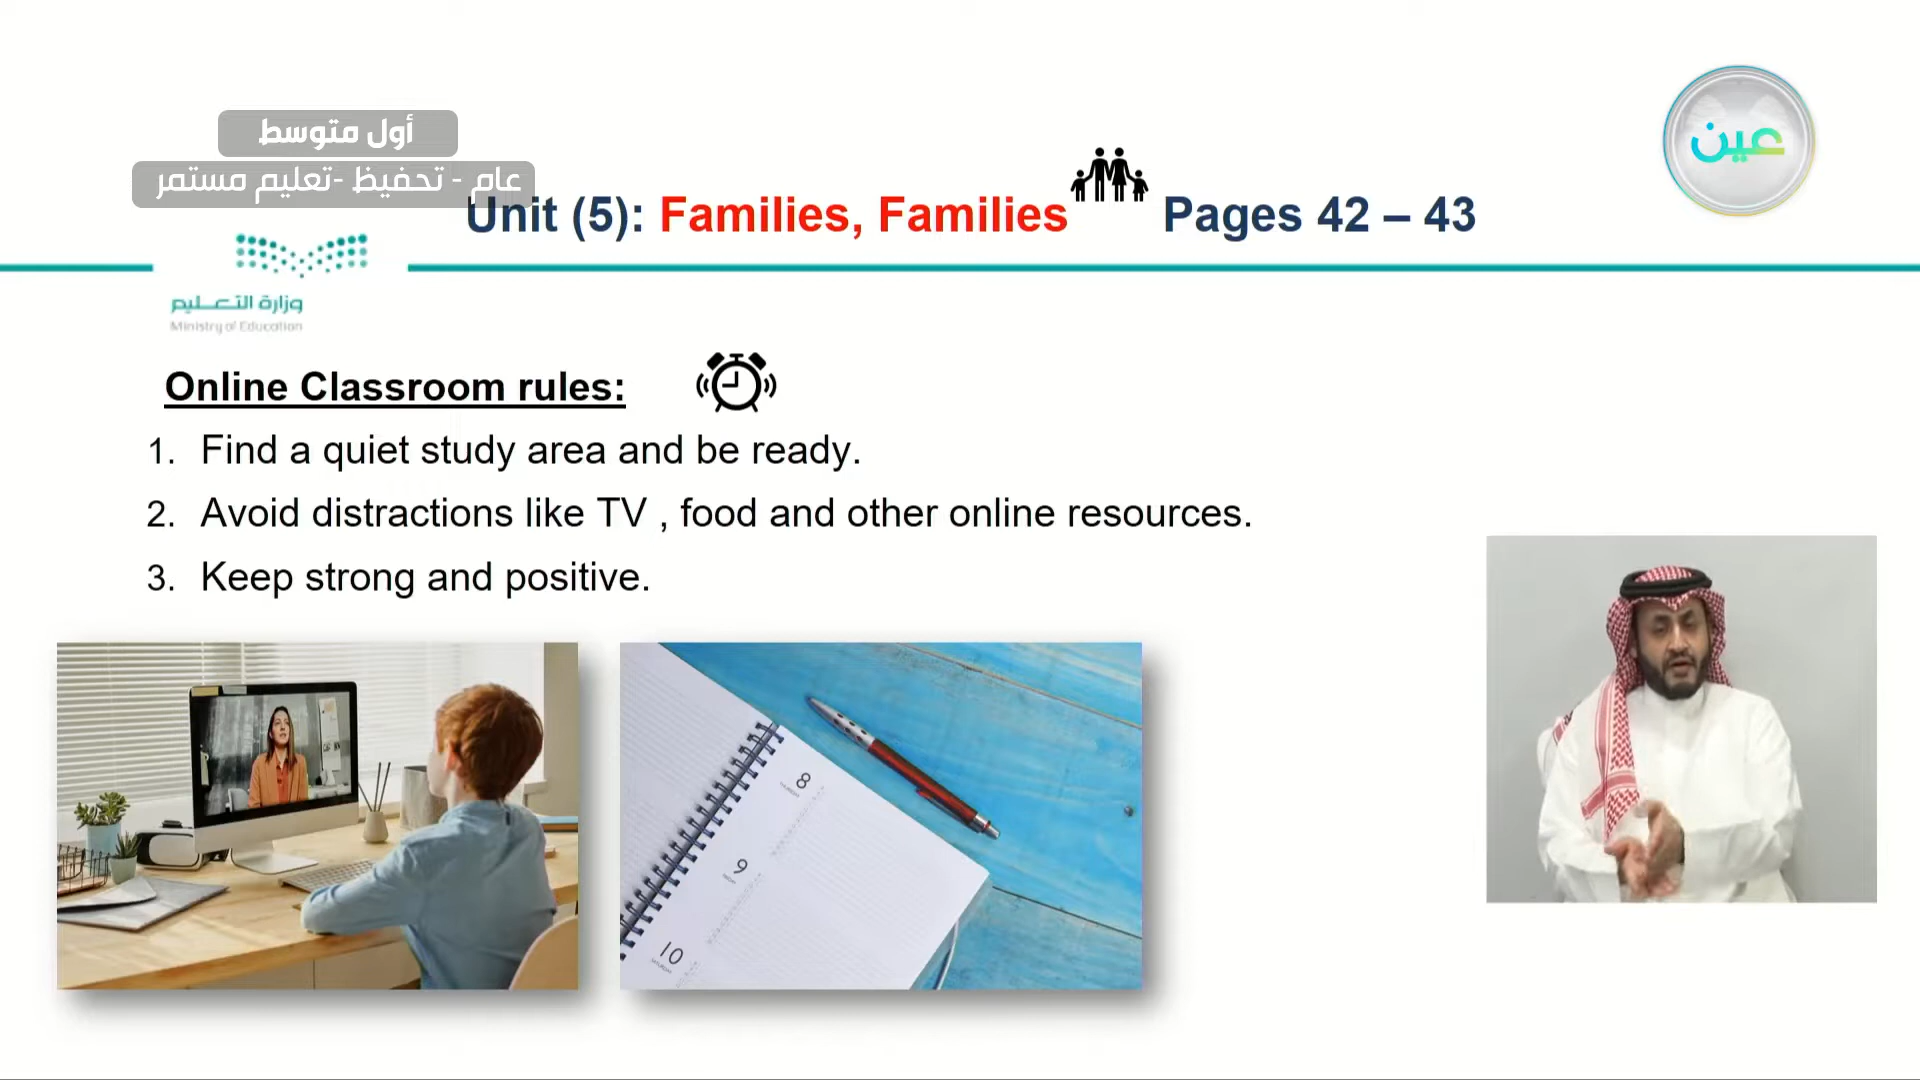 أول متوسط
عام - تحفيظ -تعليم مستمر
عين
Unit (5): Families, Families Pages 42 – 43
وزارة التعليم
Ministry of Education
Online Classroom rules:
1. Find a quiet study area and be ready.
2. Avoid distractions like TV , food and other online resources.
3. Keep strong and positive.
8
9
10